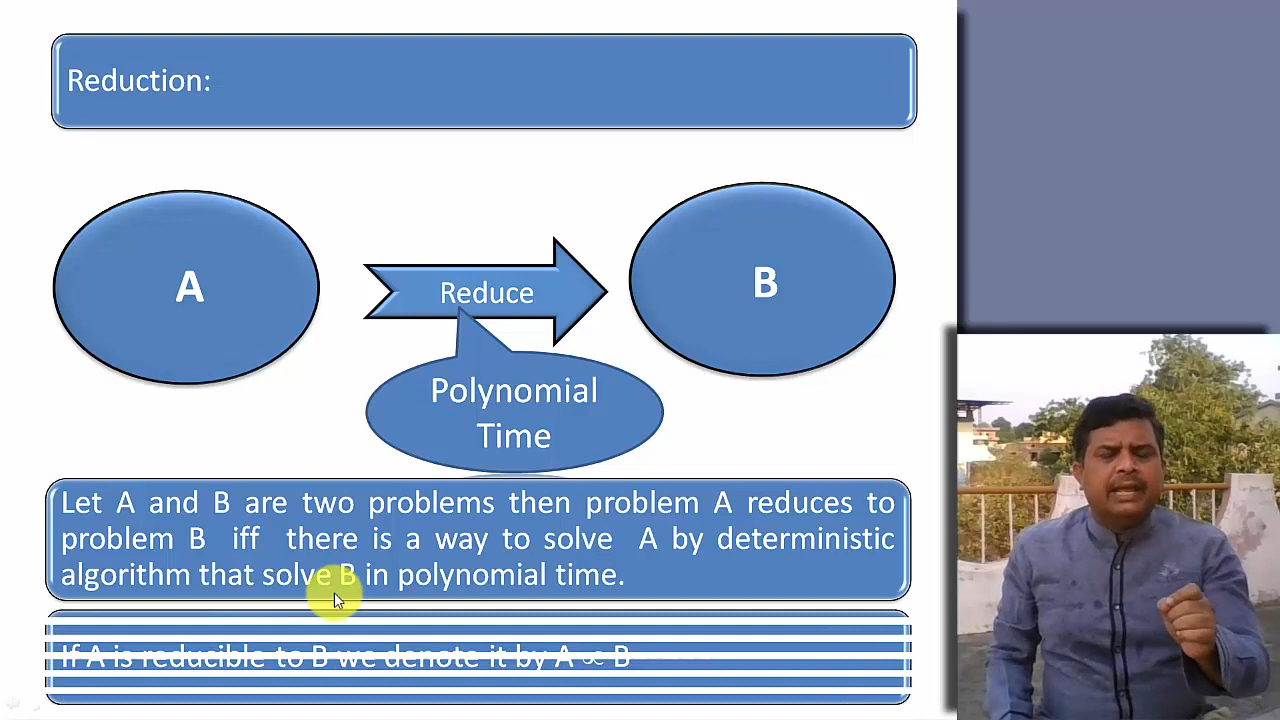 Reduction:
A
Reduce
B
Polynomial
Time
Let A and B are two problems then problem A reduces to
problem B iff there is a way to solve A by deterministic
algorithm that solve B in polynomial time.
If A is reducible to B we denote it by A ∝ B